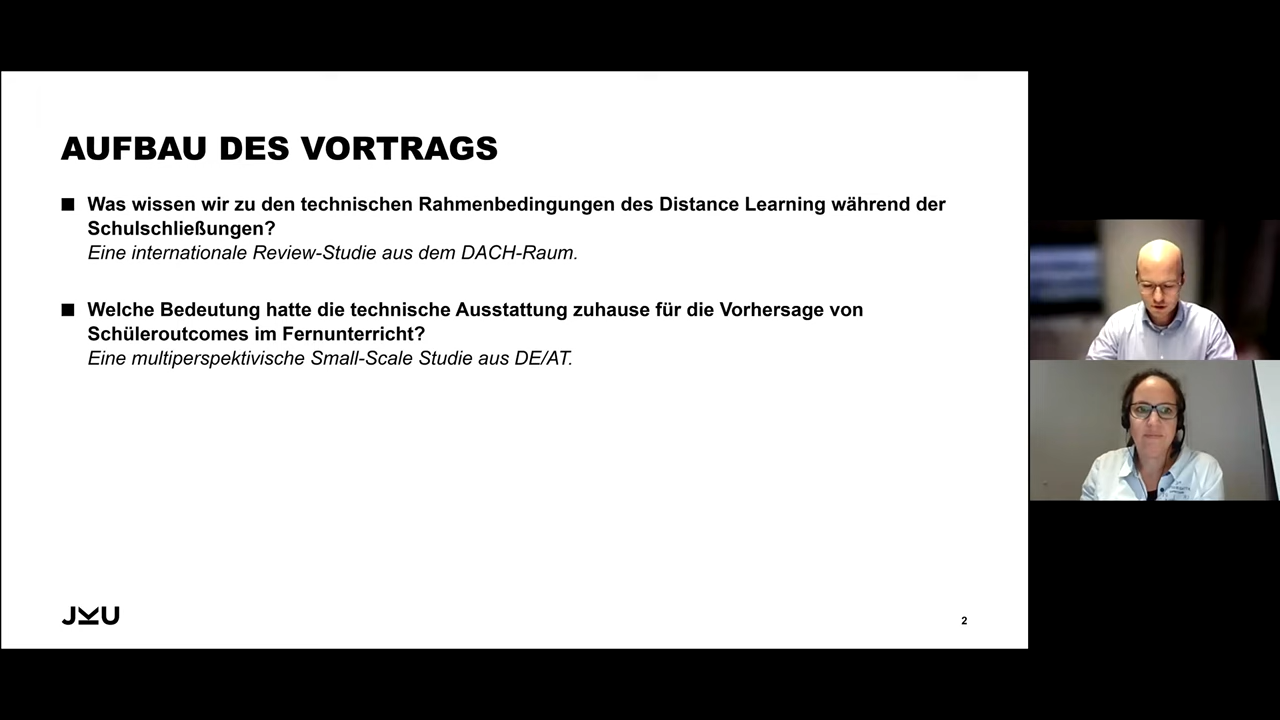 AUFBAU DES VORTRAGS
Was wissen wir zu den technischen Rahmenbedingungen des Distance Learning während der
Schulschließungen?
Eine internationale Review-Studie aus dem DACH-Raum.
Welche Bedeutung hatte die technische Ausstattung zuhause für die Vorhersage von
Schüleroutcomes im Fernunterricht?
Eine multiperspektivische Small-Scale Studie aus DE/AT.
JKU
2